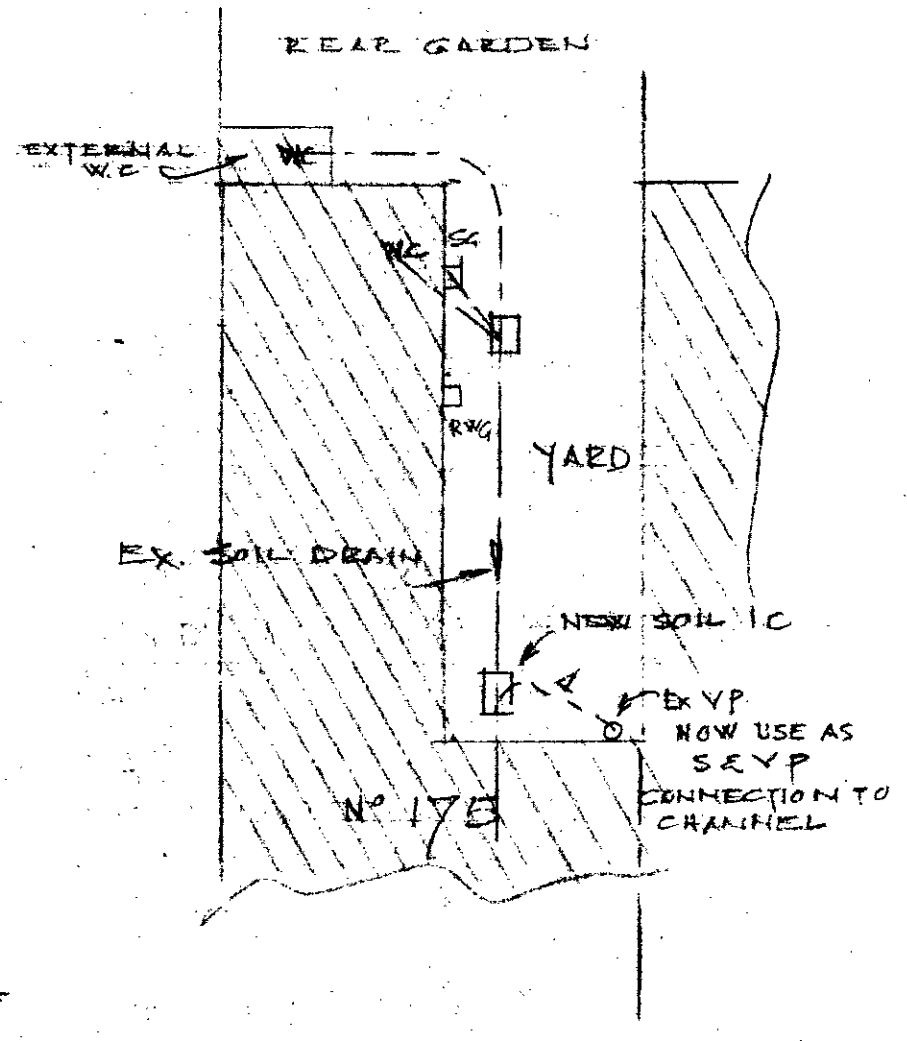 REAR GARDEN
EXTERNAL
W.C
WC
WC
SG
RWG
YARD
EX. SOIL DRAIN
NEW SOIL IC
EX VP
NOW USE AS
S & V P
CONNECTION TO
CHANNEL
Nº 175